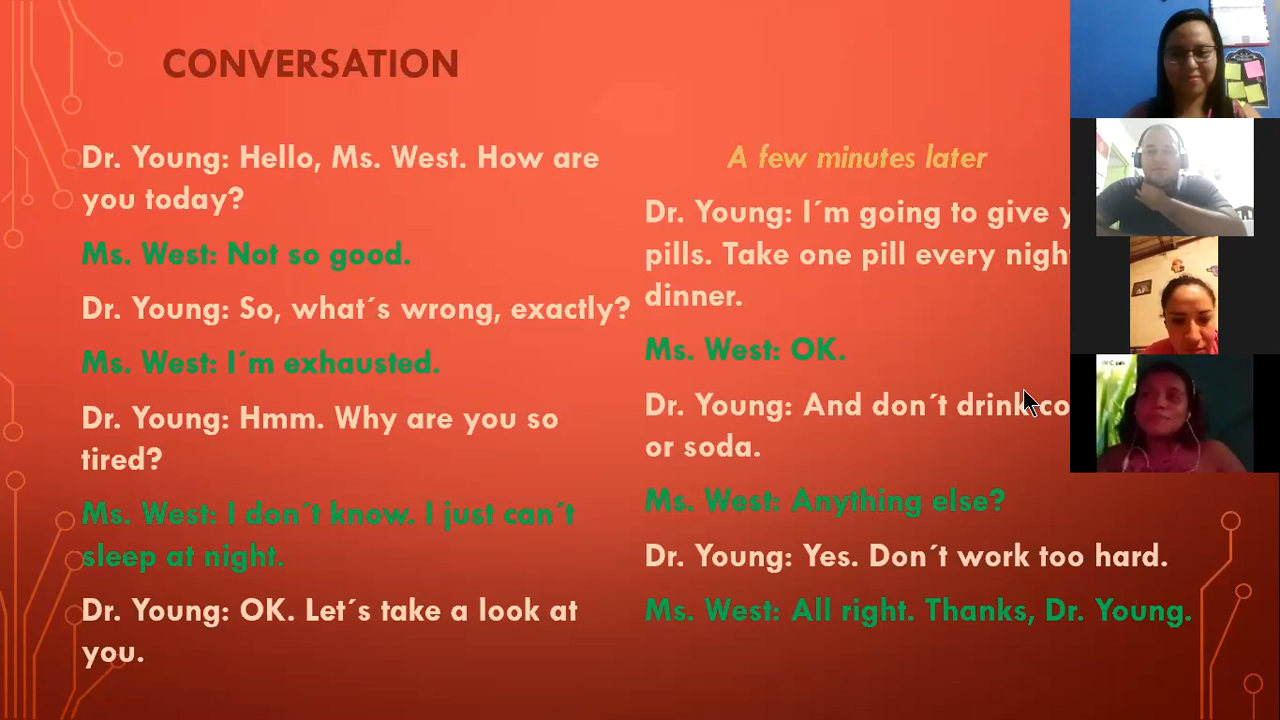 CONVERSATION
Dr. Young: Hello, Ms. West. How are
you today?
Ms. West: Not so good.
Dr. Young: So, what´s wrong, exactly?
Ms. West: I´m exhausted.
Dr. Young: Hmm. Why are you so
tired?
Ms. West: I don´t know. I just can´t
sleep at night.
Dr. Young: OK. Let´s take a look at
you.
A few minutes later
Dr. Young: I´m going to give
pills. Take one pill every
dinner.
Ms. West: OK.
Dr. Young: And don´t drink
or soda.
Ms. West: Anything else?
Dr. Young: Yes. Don´t work too hard.
Ms. West: All right. Thanks, Dr. Young.